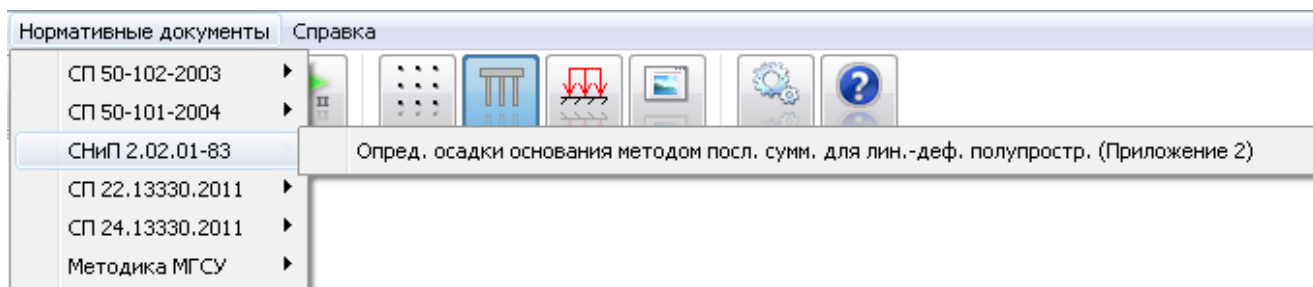 Нормативные документы Справка
СП 50-102-2003
СП 50-101-2004
СНиП 2.02.01-83
Опред. осадки основания методом посл. сумм. для лин.-деф. полупростр. (Приложение 2)
СП 22.13330.2011
СП 24.13330.2011
Методика МГСУ